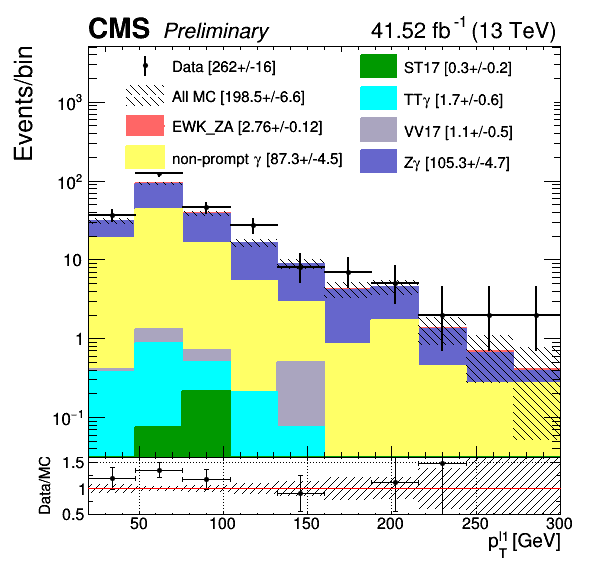 CMS Preliminary 41.52 fb⁻¹ (13 TeV)
Events/bin
Data [262+/-16]
All MC [198.5+/-6.6]
EWK_ZA [2.76+/-0.12]
non-prompt γ [87.3+/-4.5]
ST17 [0.3+/-0.2]
TTγ [1.7+/-0.6]
VV17 [1.1+/-0.5]
Zγ [105.3+/-4.7]
10³
10²
10
1
10⁻¹
Data/MC
1.5
1
0.5
50 100 150 200 250 300
p_T^l1 [GeV]